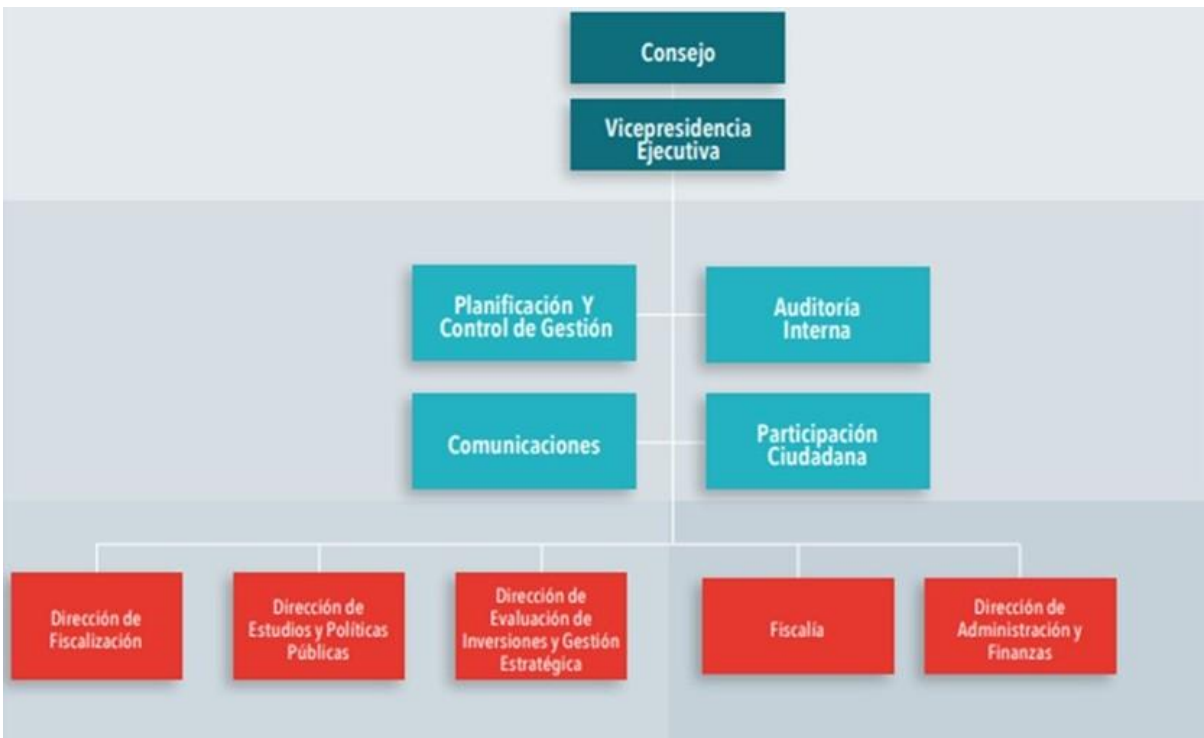 Consejo
Vicepresidencia
Ejecutiva
Planificación Y
Control de Gestión
Auditoría
Interna
Comunicaciones
Participación
Ciudadana
Dirección de
Fiscalización
Dirección de
Estudios y Políticas
Públicas
Dirección de
Evaluación de
Inversiones y Gestión
Estratégica
Fiscalía
Dirección de
Administración y
Finanzas